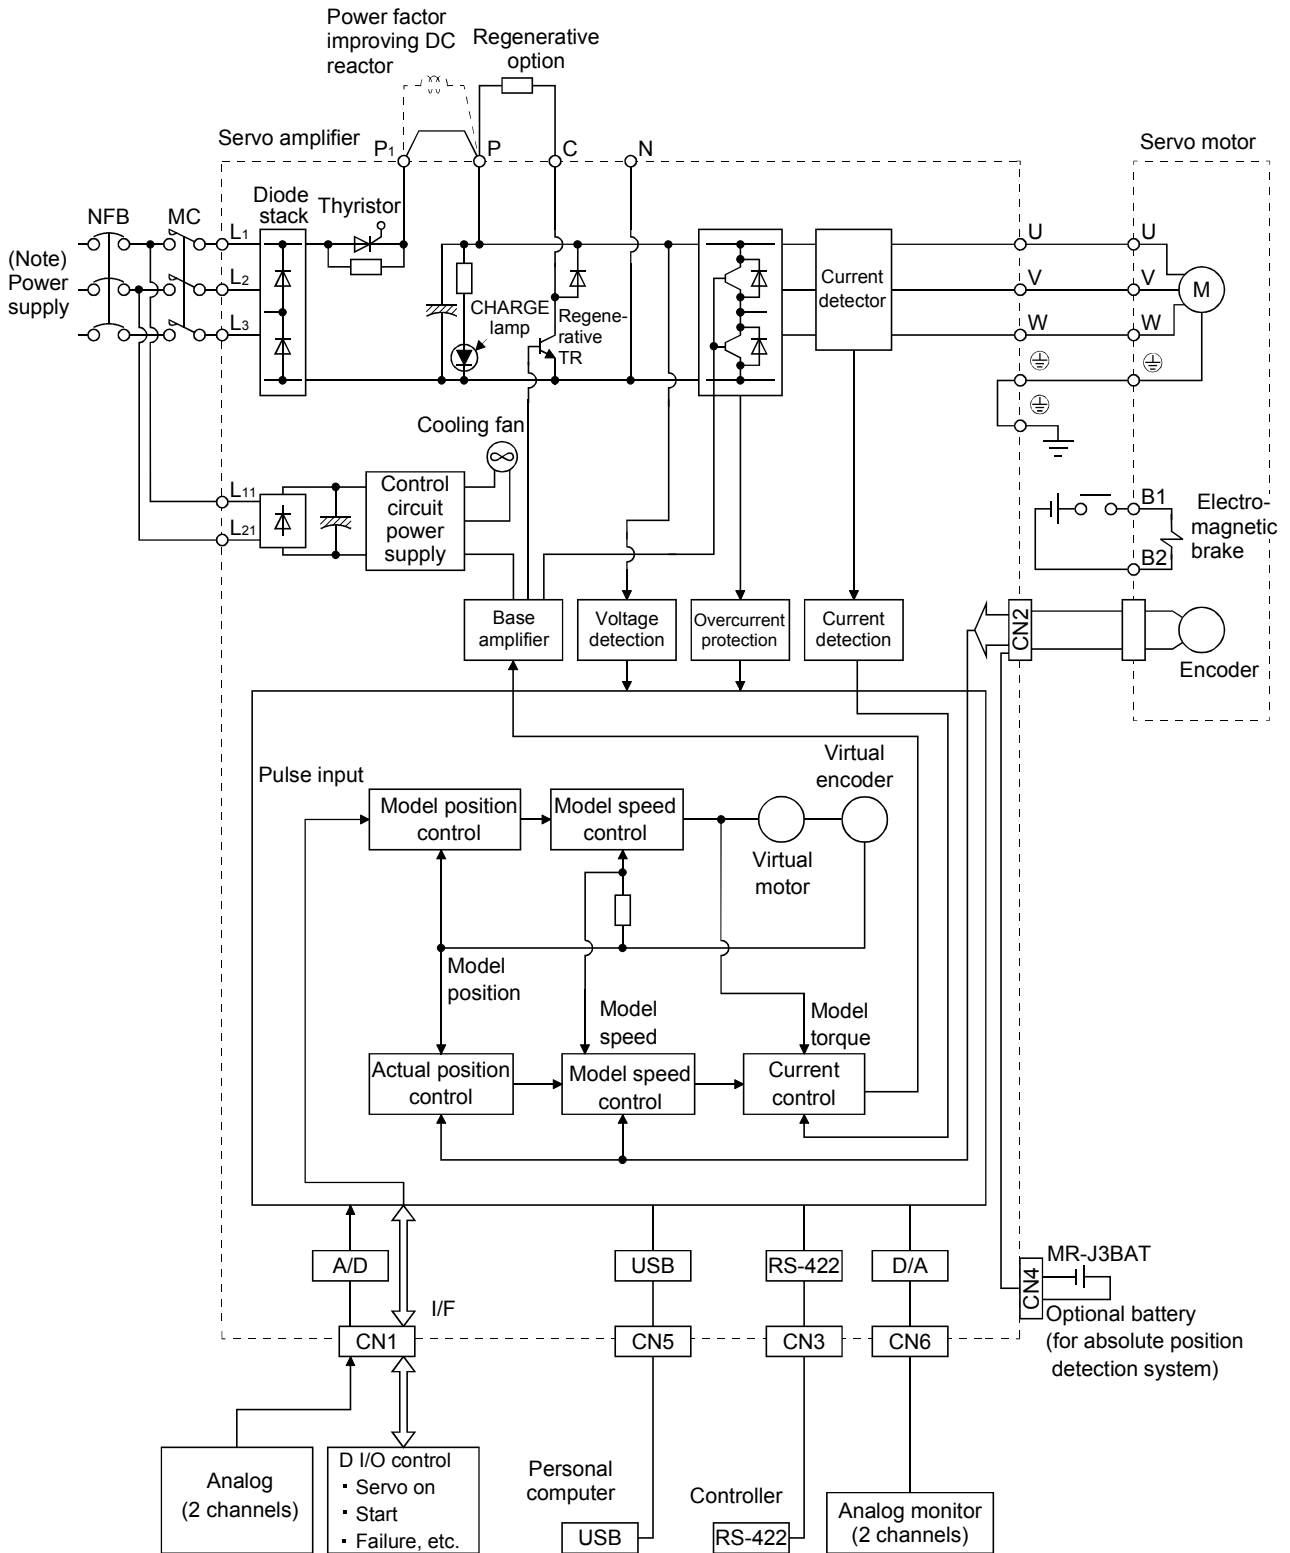 Power factor
improving DC
reactor
Regenerative
option
Servo amplifier
P1
P
C
N
Servo motor
NFB
MC
Diode
stack
Thyristor
(Note)
Power
supply
L1
L2
L3
CHARGE
lamp
Regene-
rative
TR
Current
detector
U
V
W
U
V
W
M
Cooling fan
L11
L21
Control
circuit
power
supply
B1
B2
Electro-
magnetic
brake
Base
amplifier
Voltage
detection
Overcurrent
protection
Current
detection
CN2
Encoder
Pulse input
Model position
control
Model speed
control
Virtual
encoder
Virtual
motor
Model
position
Model
speed
Model
torque
Actual position
control
Model speed
control
Current
control
A/D
I/F
USB
RS-422
D/A
CN4
MR-J3BAT
Optional battery
(for absolute position
detection system)
CN1
CN5
CN3
CN6
Analog
(2 channels)
D I/O control
· Servo on
· Start
· Failure, etc.
Personal
computer
USB
Controller
RS-422
Analog monitor
(2 channels)